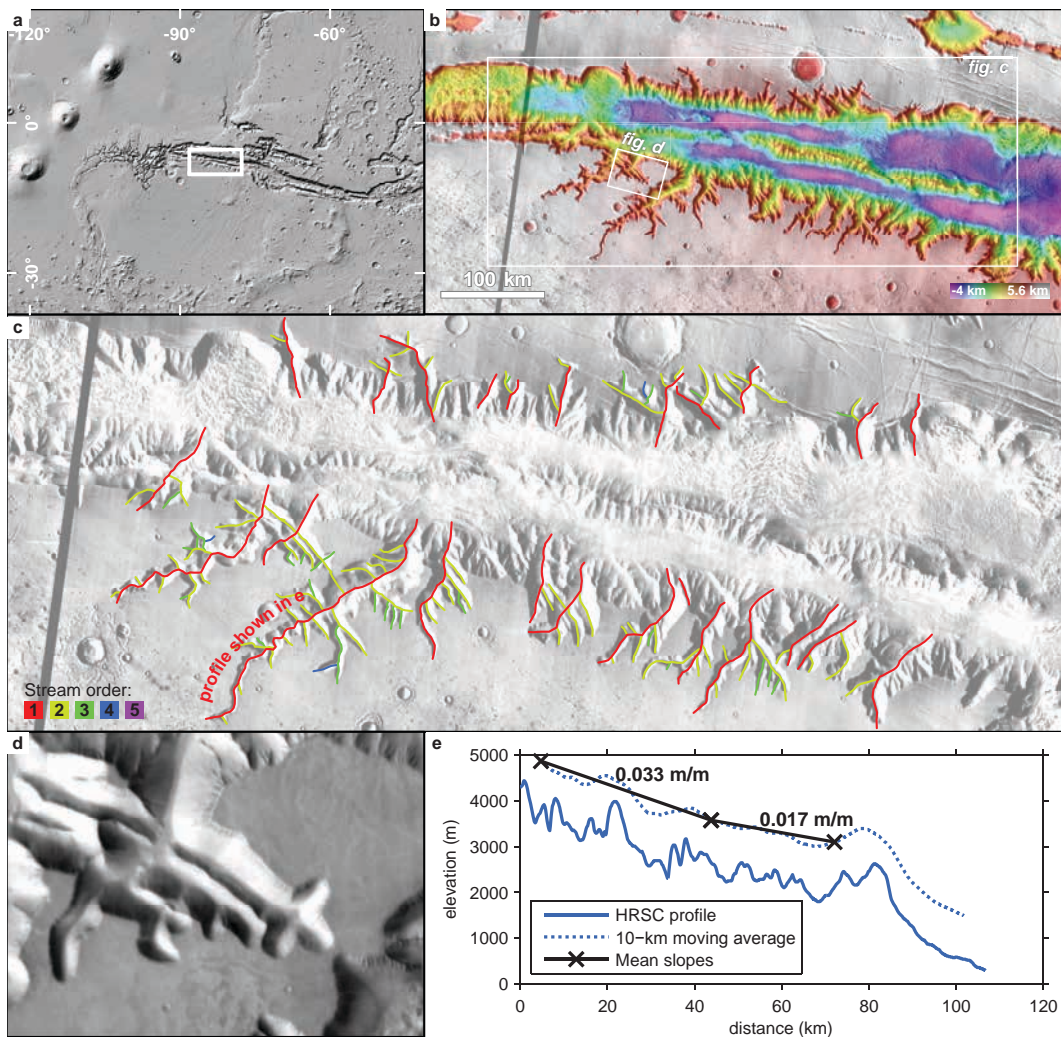 a
-120°
-90°
-60°
0°
-30°
b
fig. c
fig. d
100 km
-4 km
5.6 km
c
profile shown in e
Stream order:
1 2 3 4 5
d
e
5000
4000
3000
2000
1000
0
elevation (m)
0.033 m/m
0.017 m/m
HRSC profile
10−km moving average
Mean slopes
0 20 40 60 80 100 120
distance (km)